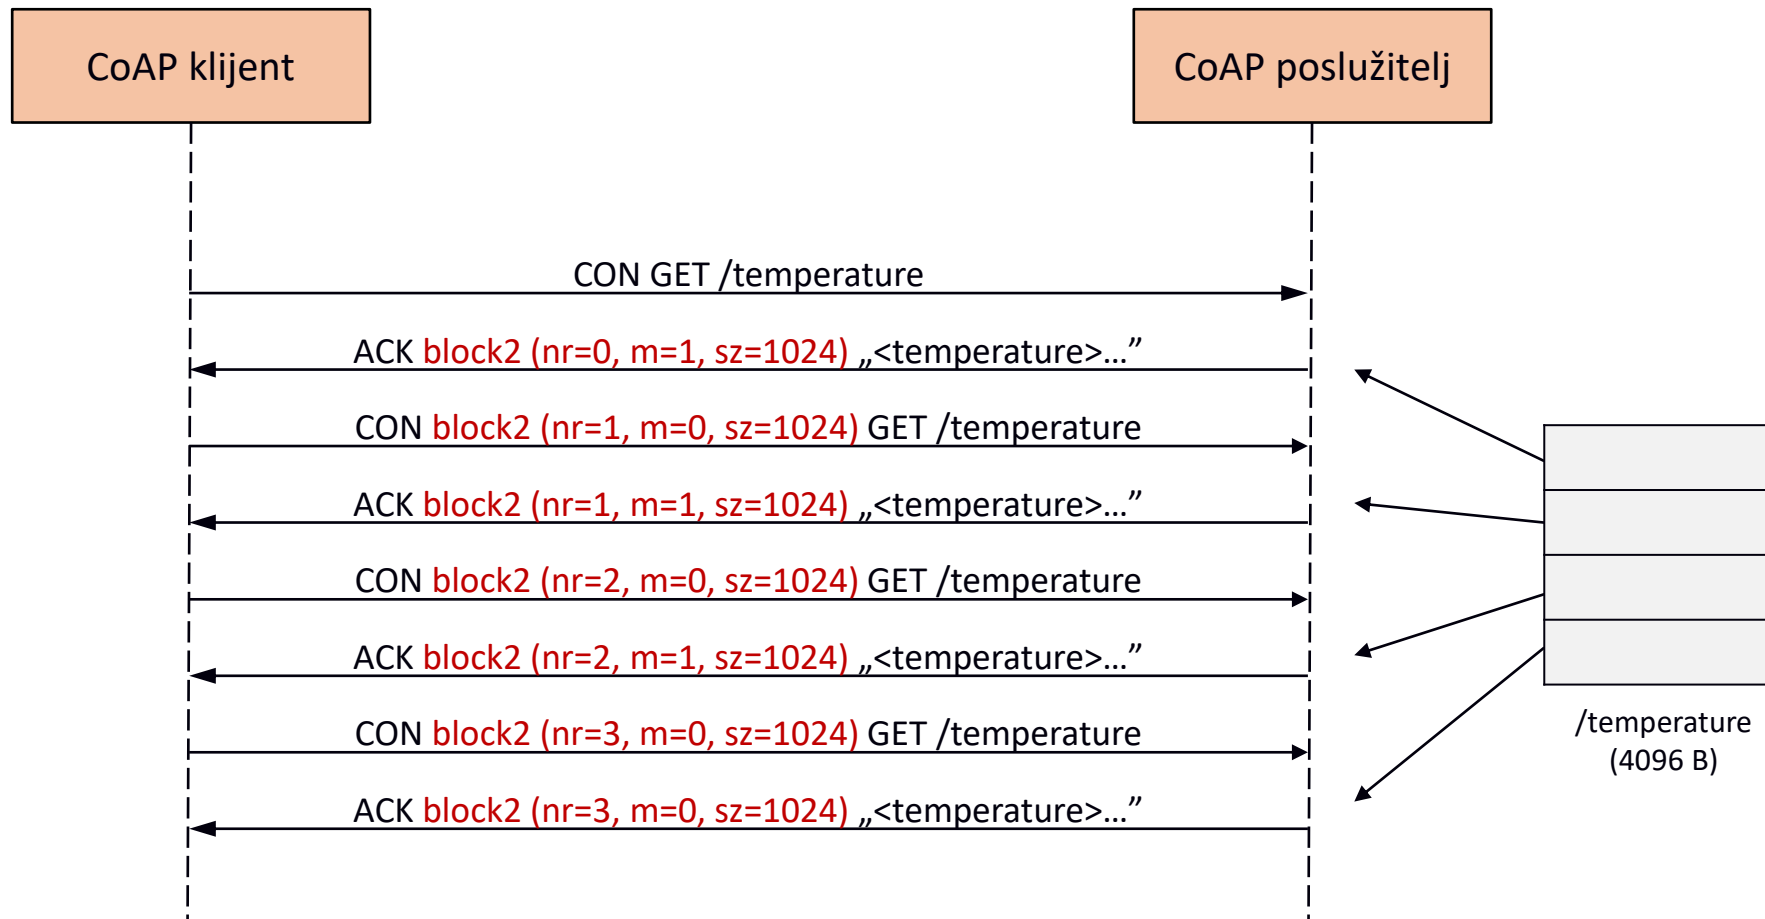 CoAP klijent
CoAP poslužitelj
CON GET /temperature
ACK block2 (nr=0, m=1, sz=1024) „<temperature>...”
CON block2 (nr=1, m=0, sz=1024) GET /temperature
ACK block2 (nr=1, m=1, sz=1024) „<temperature>...”
CON block2 (nr=2, m=0, sz=1024) GET /temperature
ACK block2 (nr=2, m=1, sz=1024) „<temperature>...”
CON block2 (nr=3, m=0, sz=1024) GET /temperature
ACK block2 (nr=3, m=0, sz=1024) „<temperature>...”
/temperature
(4096 B)